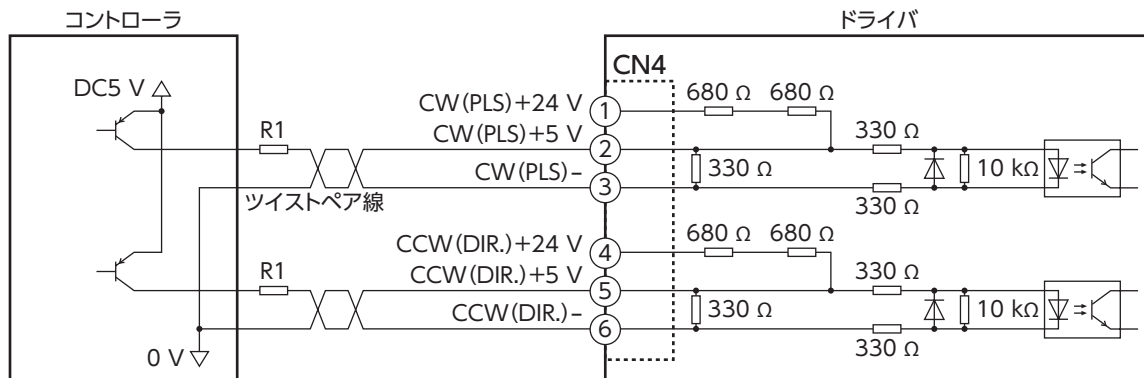 コントローラ
ドライバ
CN4
DC5 V
CW(PLS)+24 V
1
680 Ω
680 Ω
R1
CW(PLS)+5 V
2
330 Ω
CW(PLS)−
3
330 Ω
10 kΩ
ツイストペア線
330 Ω
CCW(DIR.)+24 V
4
680 Ω
680 Ω
R1
CCW(DIR.)+5 V
5
330 Ω
CCW(DIR.)−
6
330 Ω
10 kΩ
0 V
330 Ω